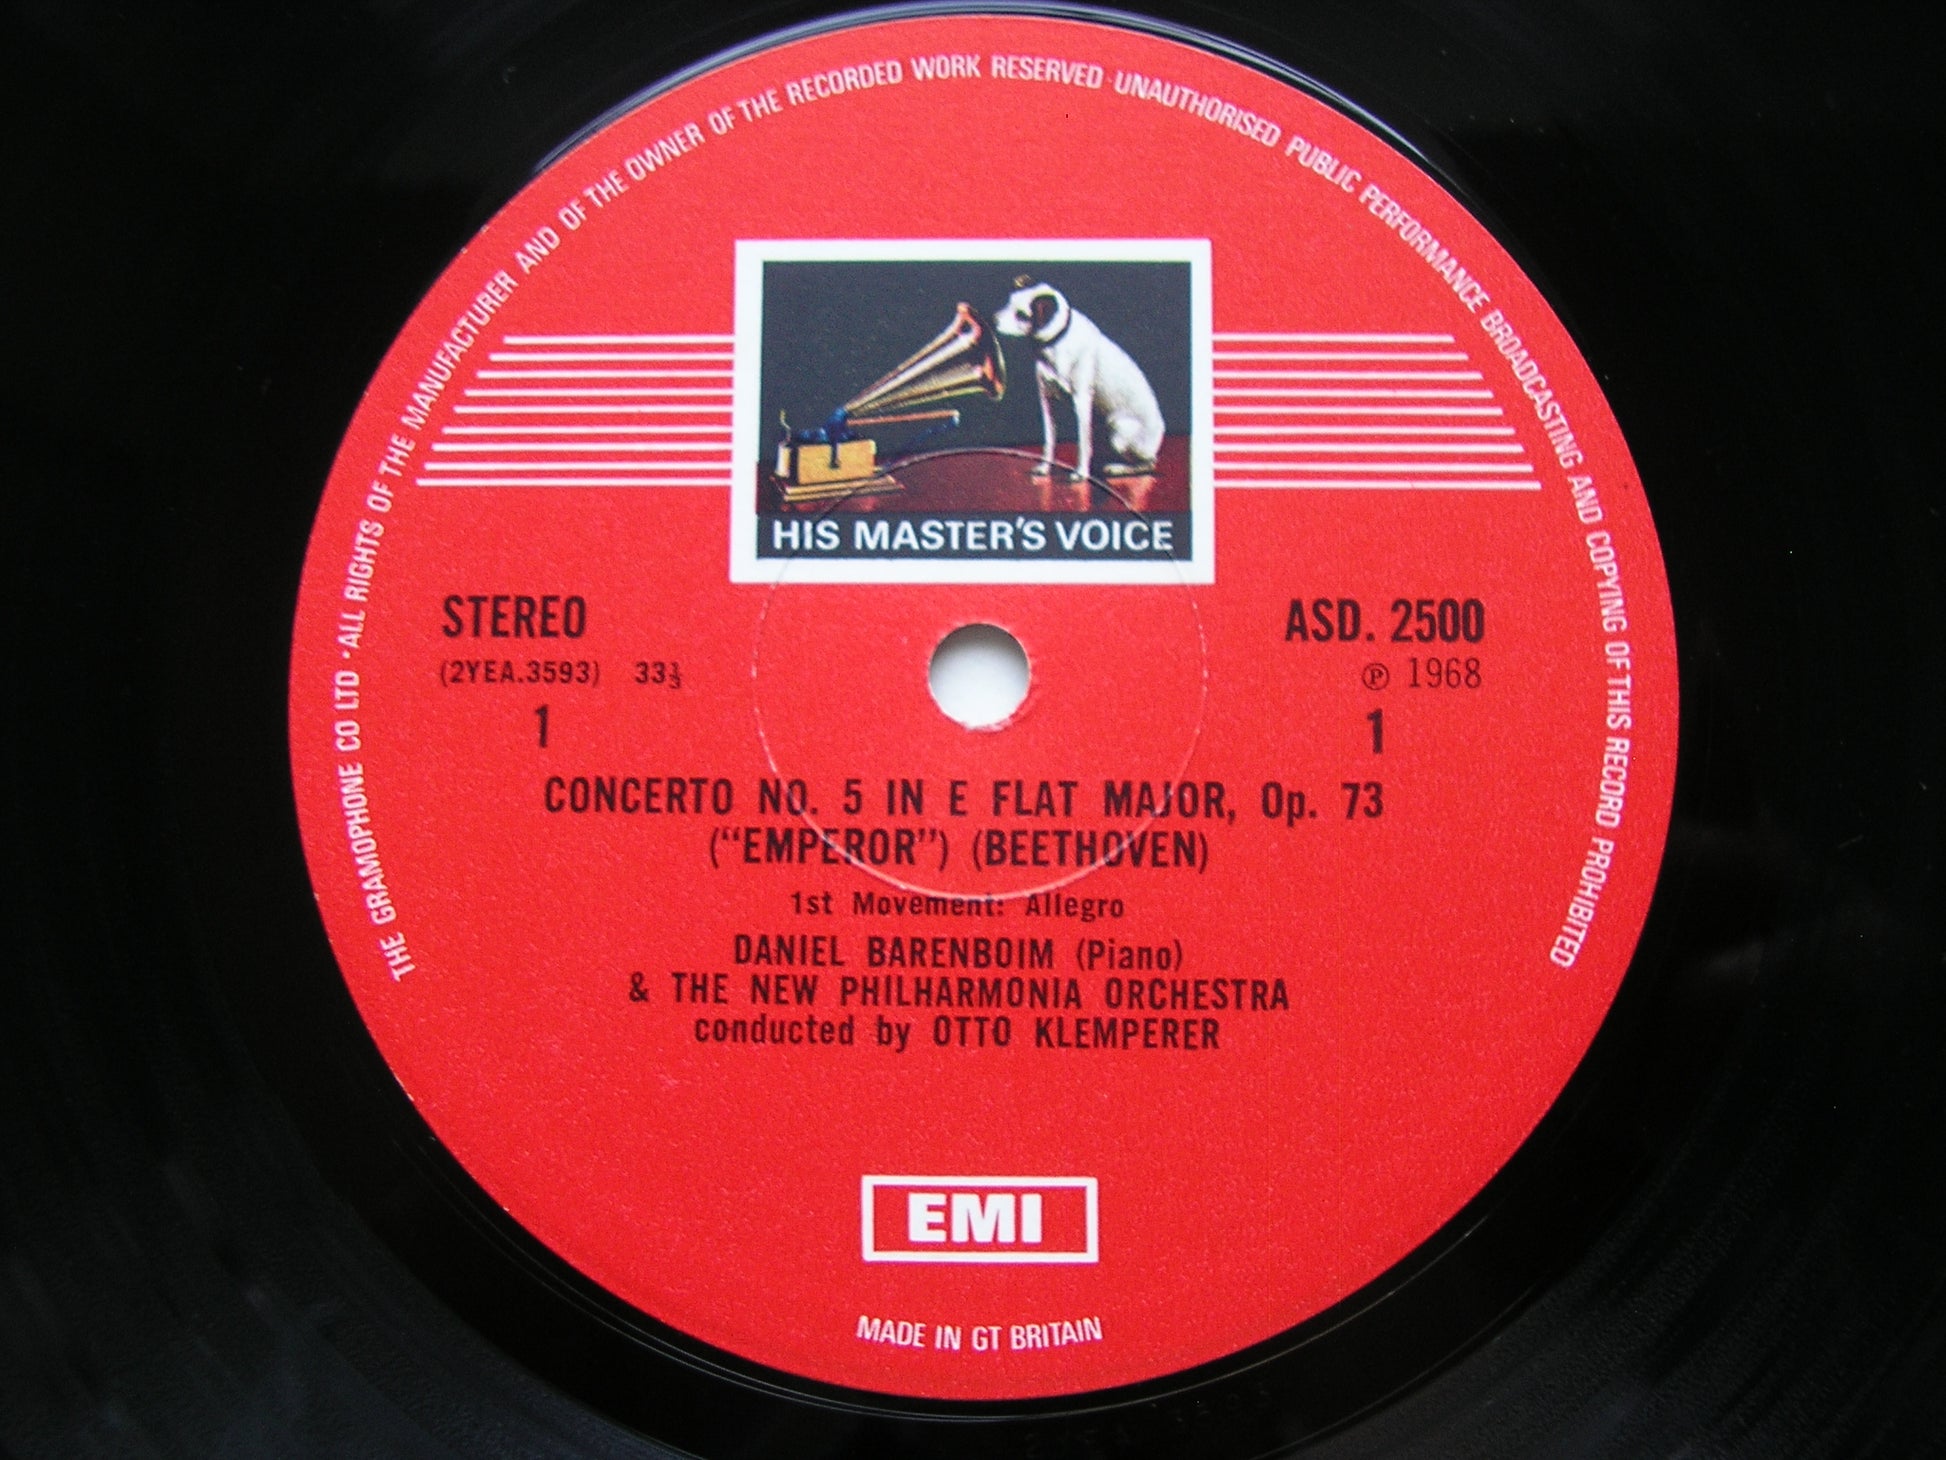 THE GRAMOPHONE CO LTD · ALL RIGHTS OF THE MANUFACTURER AND OF THE OWNER OF THE RECORDED WORK RESERVED · UNAUTHORISED PUBLIC PERFORMANCE BROADCASTING AND COPYING OF THIS RECORD PROHIBITED
HIS MASTER'S VOICE
STEREO ASD. 2500
(2YEA.3593) 33⅓ ℗ 1968
1 1
CONCERTO NO. 5 IN E FLAT MAJOR, Op. 73
("EMPEROR") (BEETHOVEN)
1st Movement: Allegro
DANIEL BARENBOIM (Piano)
& THE NEW PHILHARMONIA ORCHESTRA
conducted by OTTO KLEMPERER
EMI
MADE IN GT BRITAIN